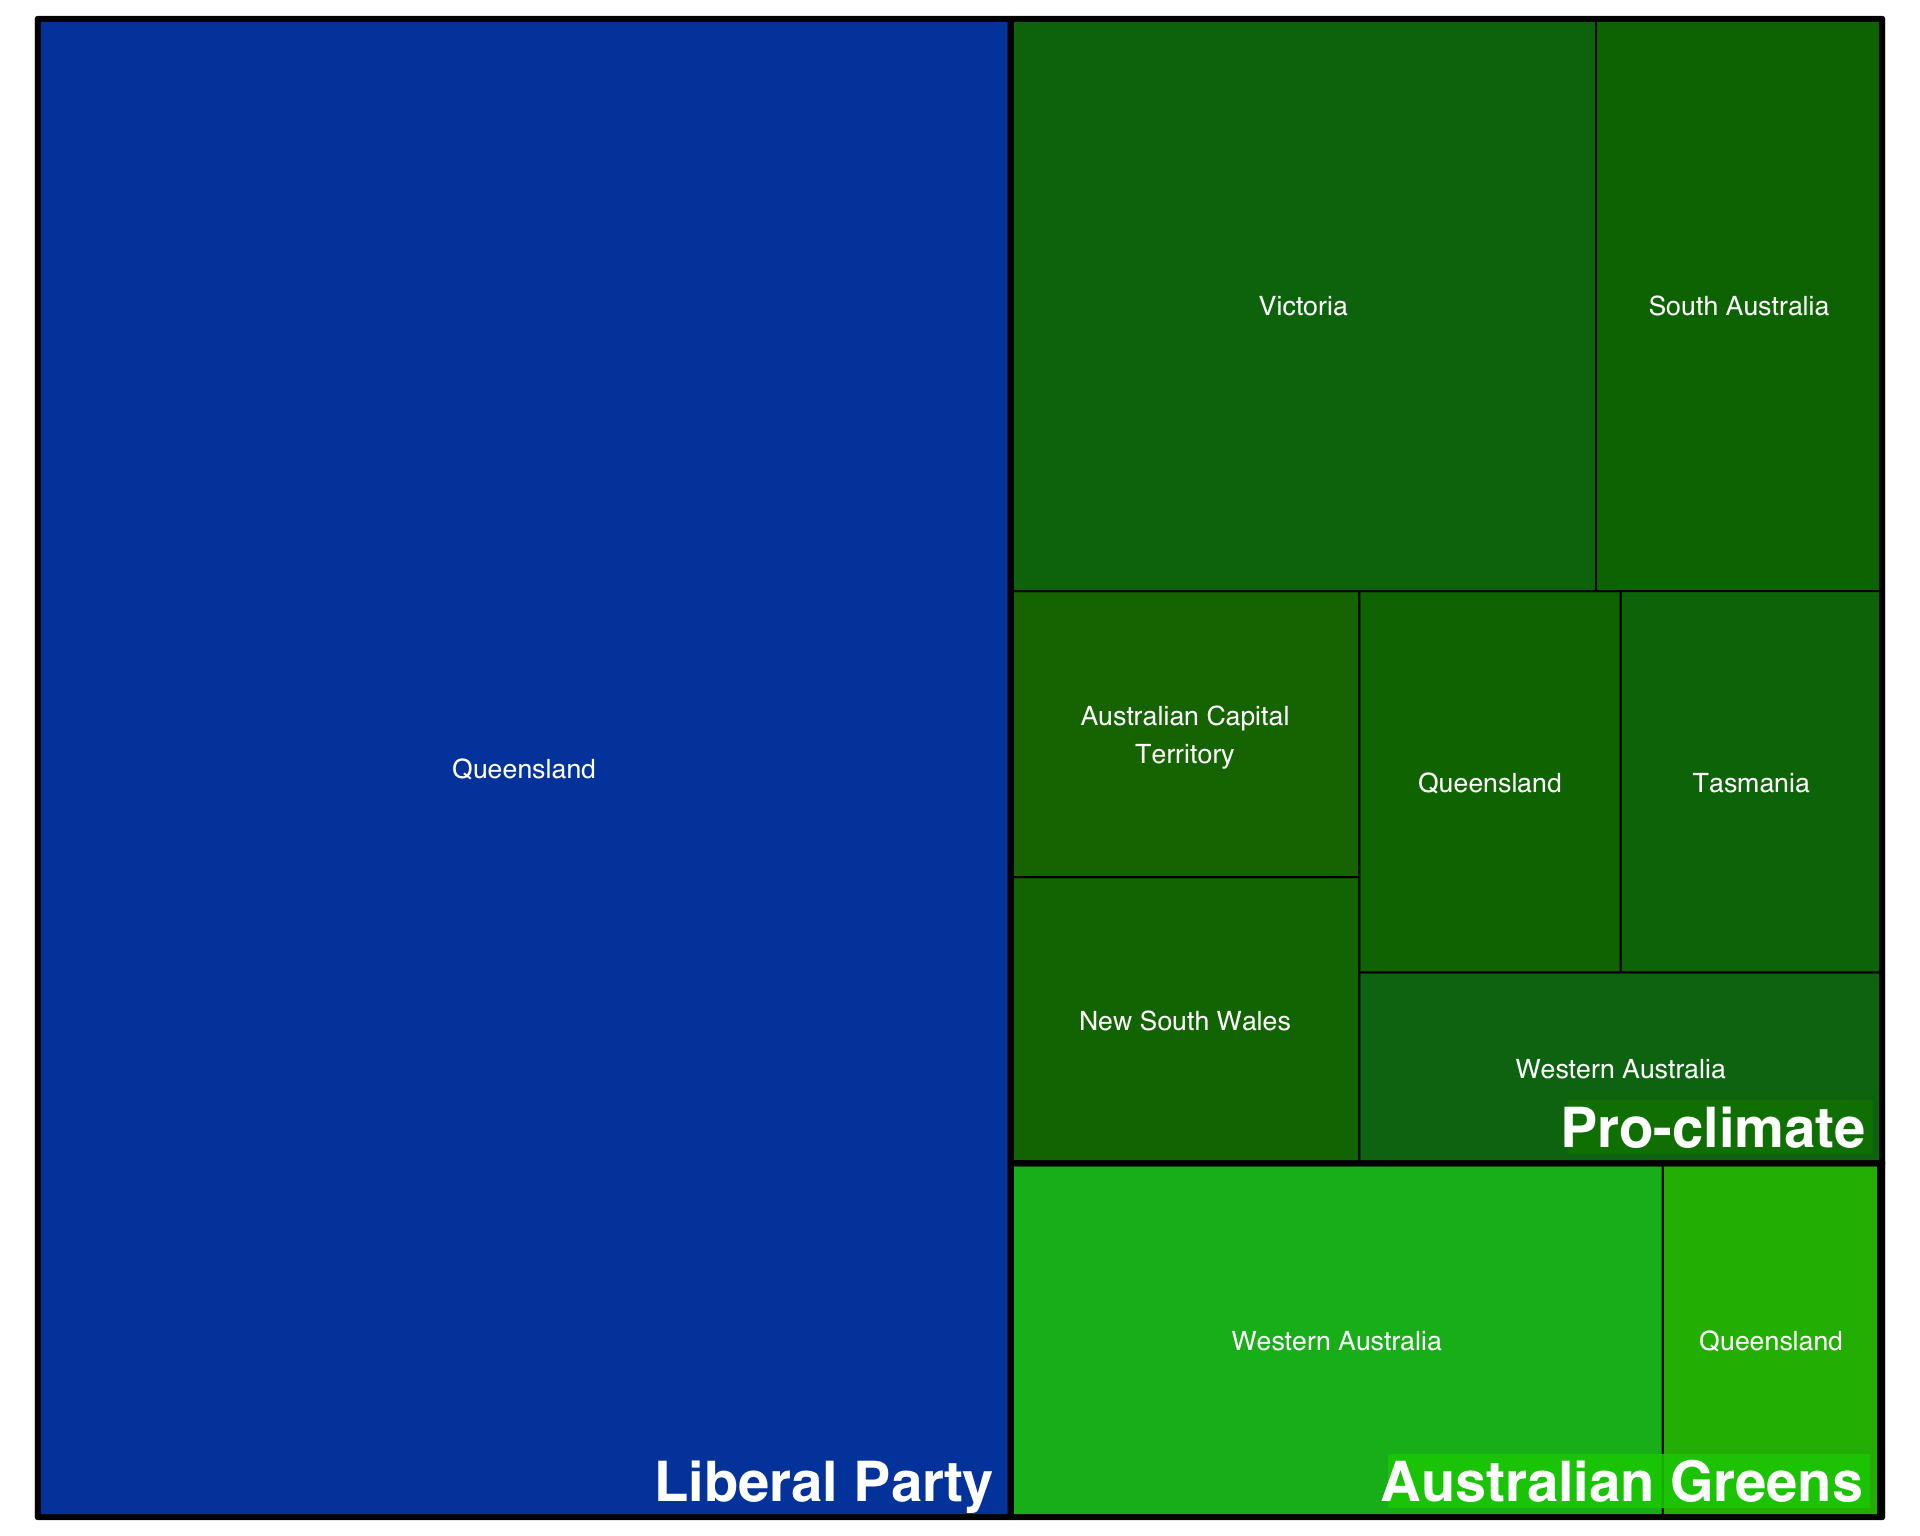 Victoria
South Australia
Australian Capital
Territory
Queensland
Tasmania
Queensland
New South Wales
Western Australia
Pro-climate
Western Australia
Queensland
Liberal Party
Australian Greens